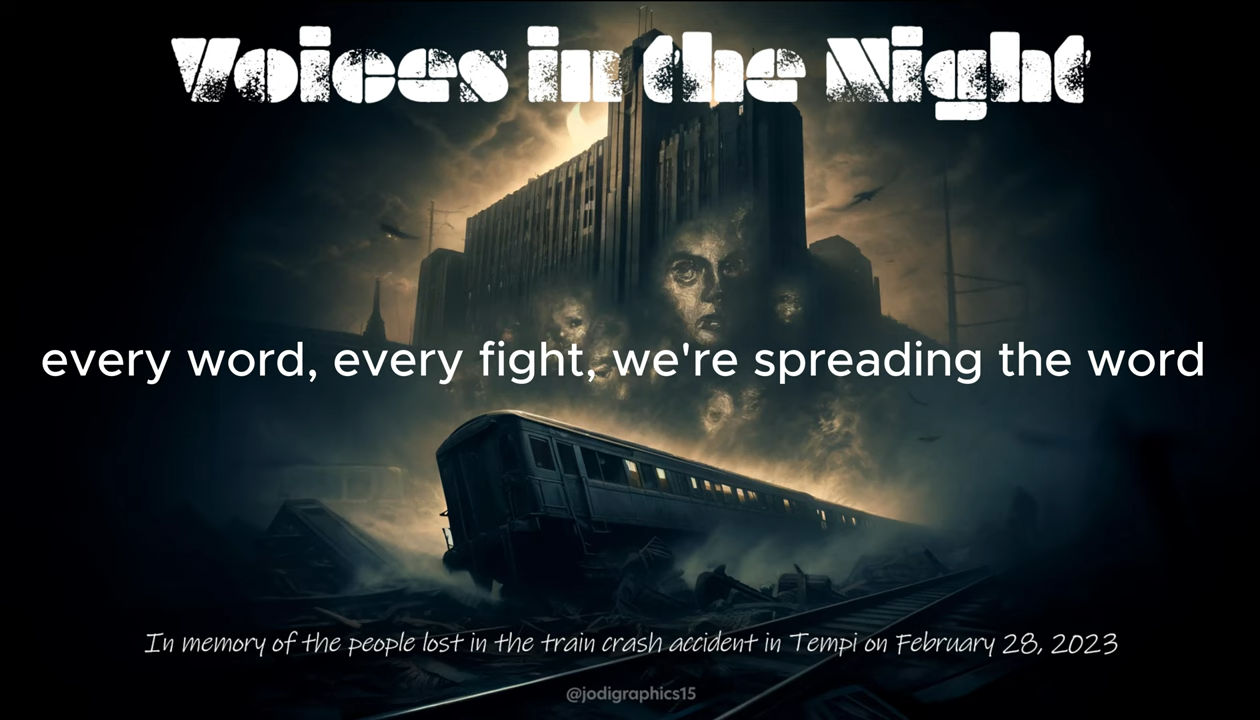 Voices in the Night
every word, every fight, we're spreading the word
In memory of the people lost in the train crash accident in Tempi on February 28, 2023
@jodigraphics15